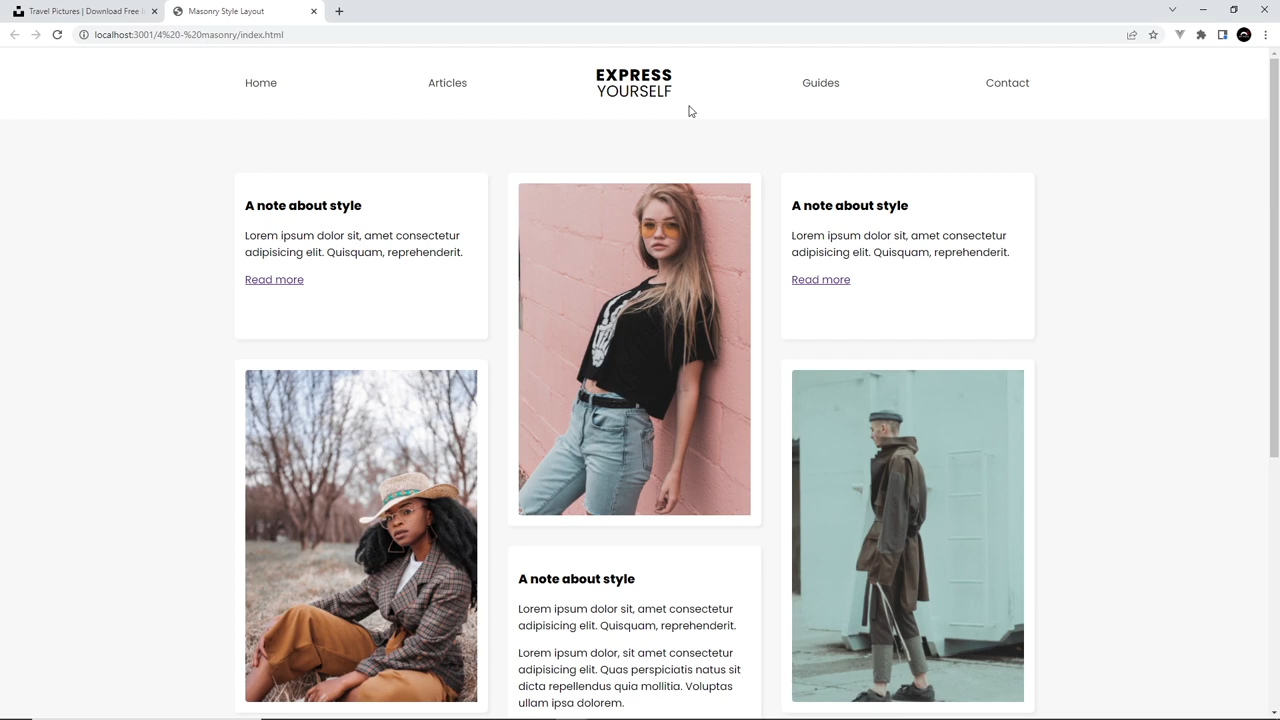 Travel Pictures | Download Free
Masonry Style Layout
localhost:3001/4%20-%20masonry/index.html
Home
Articles
EXPRESS
YOURSELF
Guides
Contact
A note about style
Lorem ipsum dolor sit, amet consectetur
adipisicing elit. Quisquam, reprehenderit.
Read more
A note about style
Lorem ipsum dolor sit, amet consectetur
adipisicing elit. Quisquam, reprehenderit.
Read more
A note about style
Lorem ipsum dolor sit, amet consectetur
adipisicing elit. Quisquam, reprehenderit.
Lorem ipsum dolor, sit amet consectetur
adipisicing elit. Quas perspiciatis natus sit
dicta repellendus quia mollitia. Voluptas
ullam ipsa dolorem.